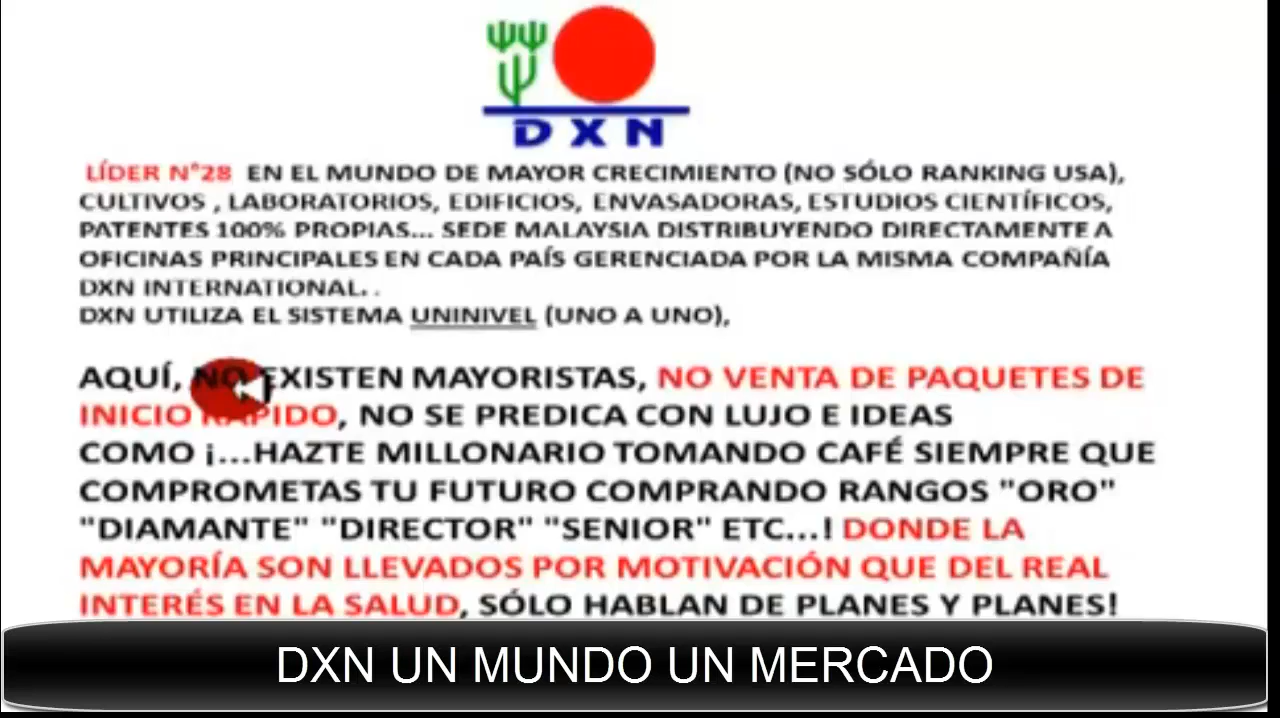 DXN
LÍDER N°28 EN EL MUNDO DE MAYOR CRECIMIENTO (NO SÓLO RANKING USA),
CULTIVOS , LABORATORIOS, EDIFICIOS, ENVASADORAS, ESTUDIOS CIENTÍFICOS,
PATENTES 100% PROPIAS... SEDE MALAYSIA DISTRIBUYENDO DIRECTAMENTE A
OFICINAS PRINCIPALES EN CADA PAÍS GERENCIADA POR LA MISMA COMPAÑÍA
DXN INTERNATIONAL. .
DXN UTILIZA EL SISTEMA UNINIVEL (UNO A UNO),
AQUÍ, NO EXISTEN MAYORISTAS, NO VENTA DE PAQUETES DE
INICIO RAPIDO, NO SE PREDICA CON LUJO E IDEAS
COMO ¡...HAZTE MILLONARIO TOMANDO CAFÉ SIEMPRE QUE
COMPROMETAS TU FUTURO COMPRANDO RANGOS "ORO"
"DIAMANTE" "DIRECTOR" "SENIOR" ETC...! DONDE LA
MAYORÍA SON LLEVADOS POR MOTIVACIÓN QUE DEL REAL
INTERÉS EN LA SALUD, SÓLO HABLAN DE PLANES Y PLANES!
DXN UN MUNDO UN MERCADO